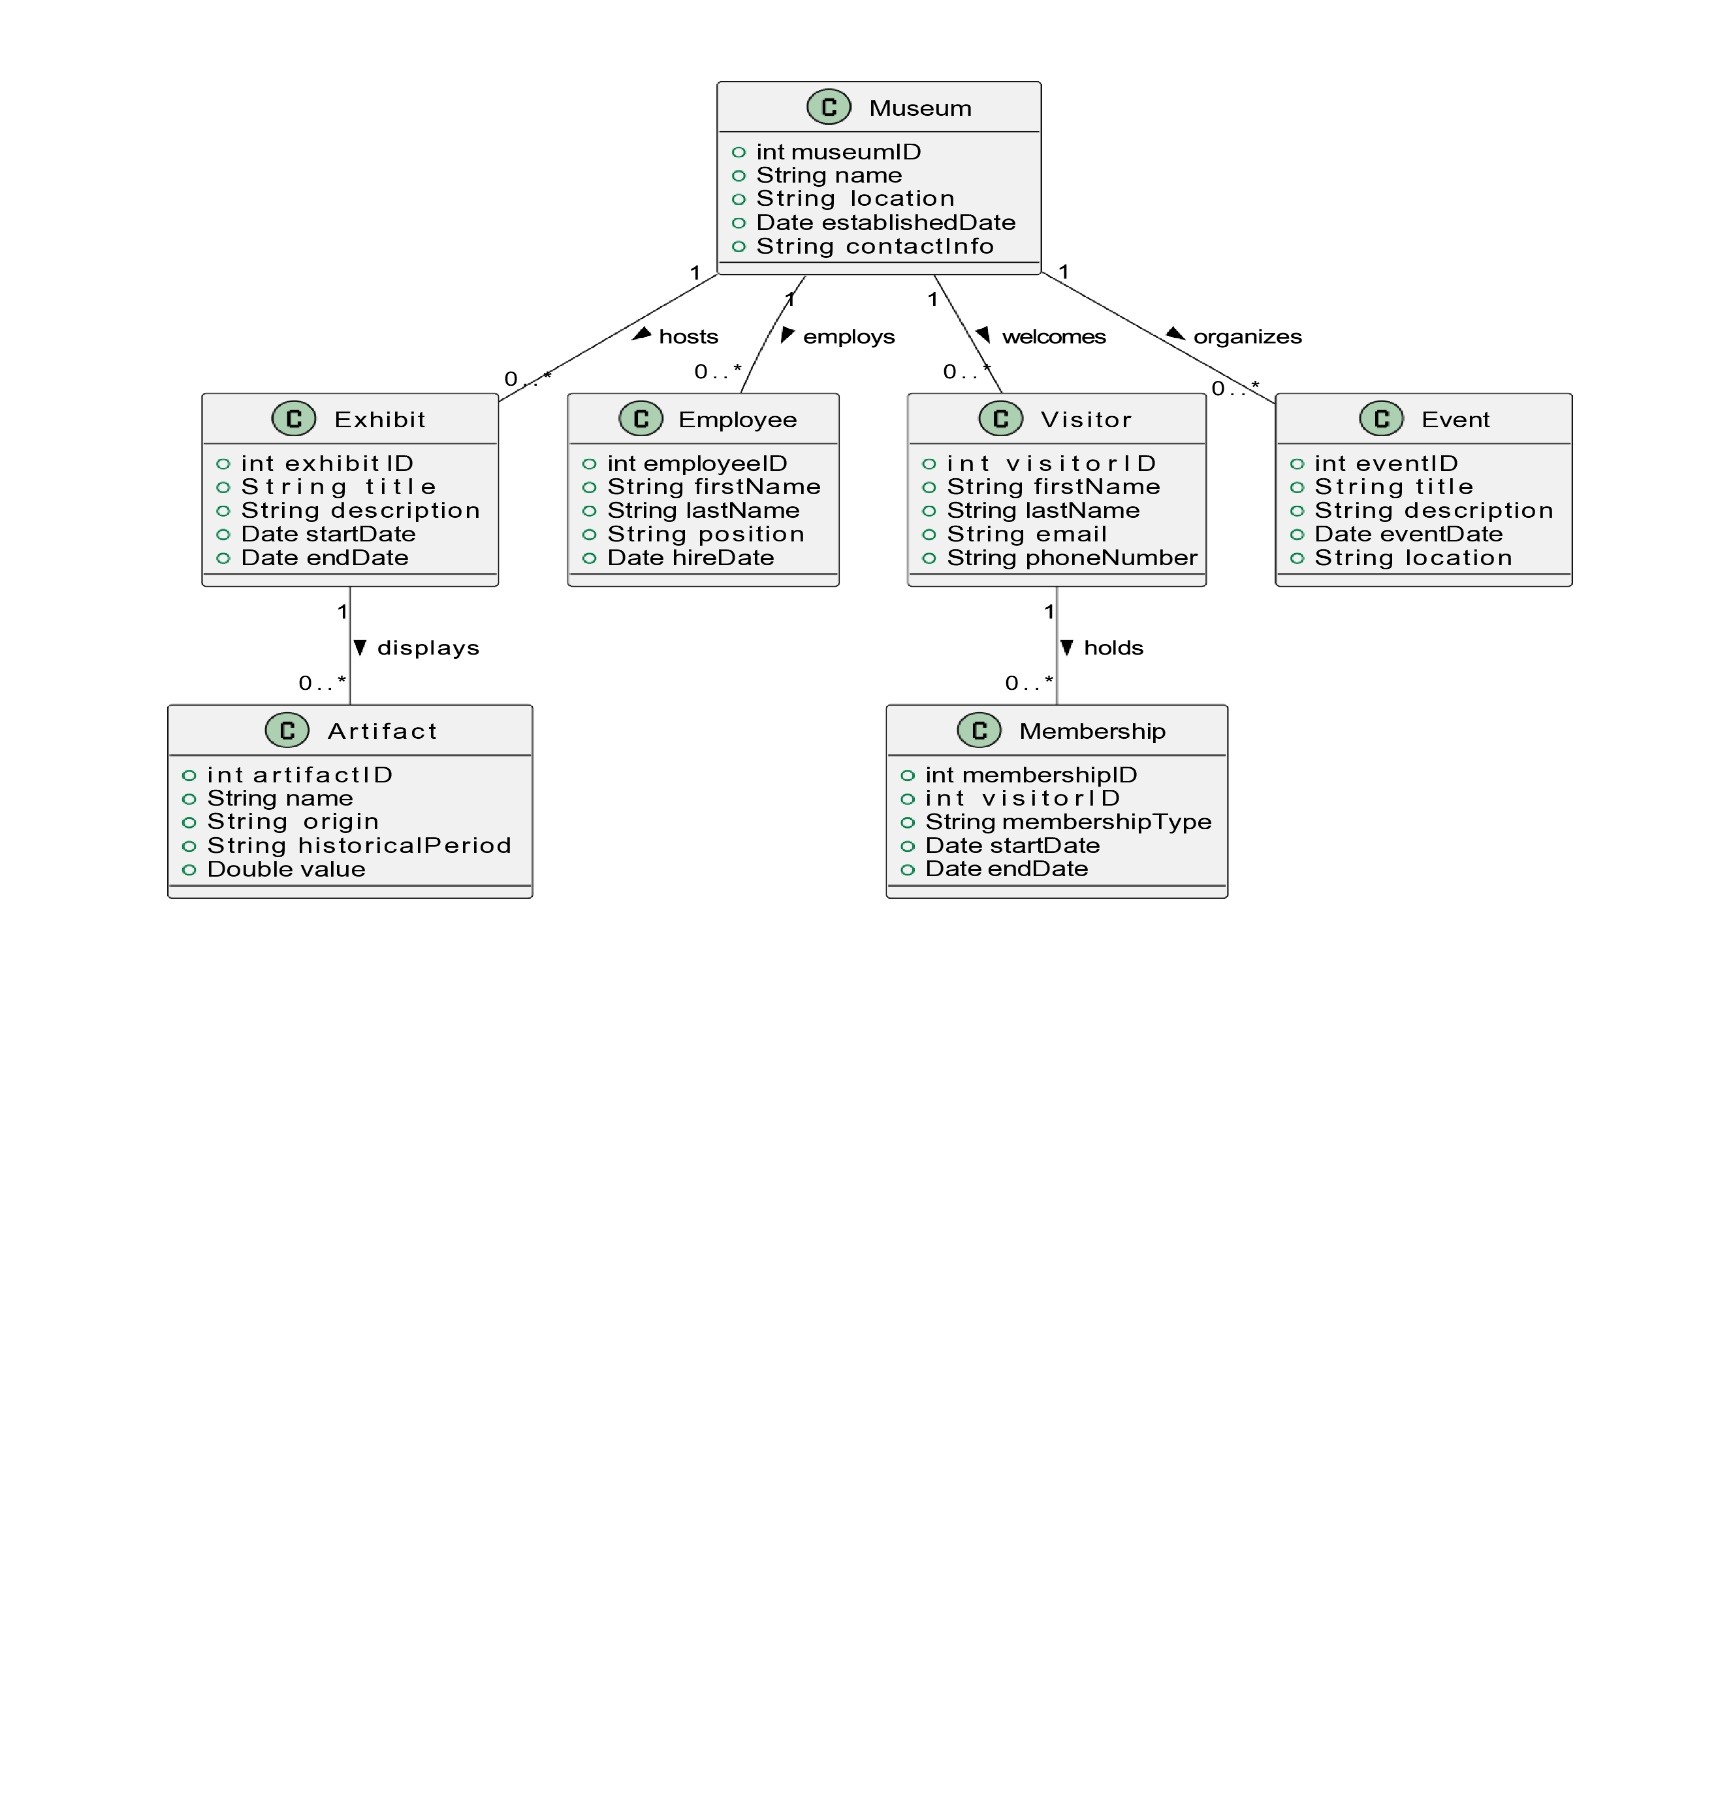 C Museum
int museumID
String name
String location
Date establishedDate
String contactInfo
1 1 1 1
hosts employs welcomes organizes
0..* 0..* 0..* 0..*
C Exhibit
int exhibitID
String title
String description
Date startDate
Date endDate
C Employee
int employeeID
String firstName
String lastName
String position
Date hireDate
C Visitor
int visitorID
String firstName
String lastName
String email
String phoneNumber
C Event
int eventID
String title
String description
Date eventDate
String location
1
displays
0..*
1
holds
0..*
C Artifact
int artifactID
String name
String origin
String historicalPeriod
Double value
C Membership
int membershipID
int visitorID
String membershipType
Date startDate
Date endDate